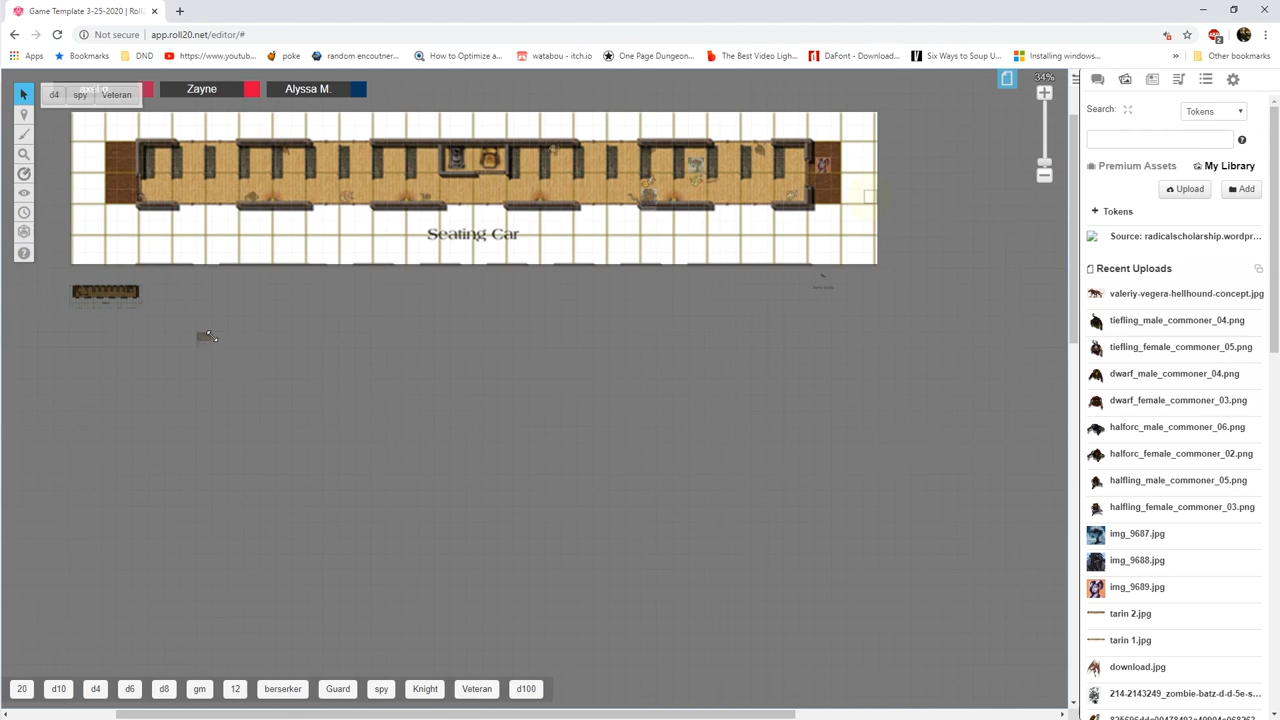 Game Template 3-25-2020 | Roll2
Not secure | app.roll20.net/editor/#
Apps Bookmarks DND https://www.youtube... poke random encoutner... How to Optimize a... watabou - itch.io One Page Dungeon... The Best Video Ligh... DaFont - Download... Six Ways to Soup U... Installing windows... » Other bookmarks
Zayne Alyssa M. 34%
d4 spy Veteran
Search: Tokens
Premium Assets My Library
Upload + Add
+ Tokens
Source: radicalscholarship.wordpr...
Seating Car
Recent Uploads
valeriy-vegera-hellhound-concept.jpg
tiefling_male_commoner_04.png
tiefling_female_commoner_05.png
dwarf_male_commoner_04.png
dwarf_female_commoner_03.png
halforc_male_commoner_06.png
halforc_female_commoner_02.png
halfling_male_commoner_05.png
halfling_female_commoner_03.png
img_9687.jpg
img_9688.jpg
img_9689.jpg
tarin 2.jpg
tarin 1.jpg
download.jpg
214-2143249_zombie-batz-d-d-5e-s...
20 d10 d4 d6 d8 gm 12 berserker Guard spy Knight Veteran d100